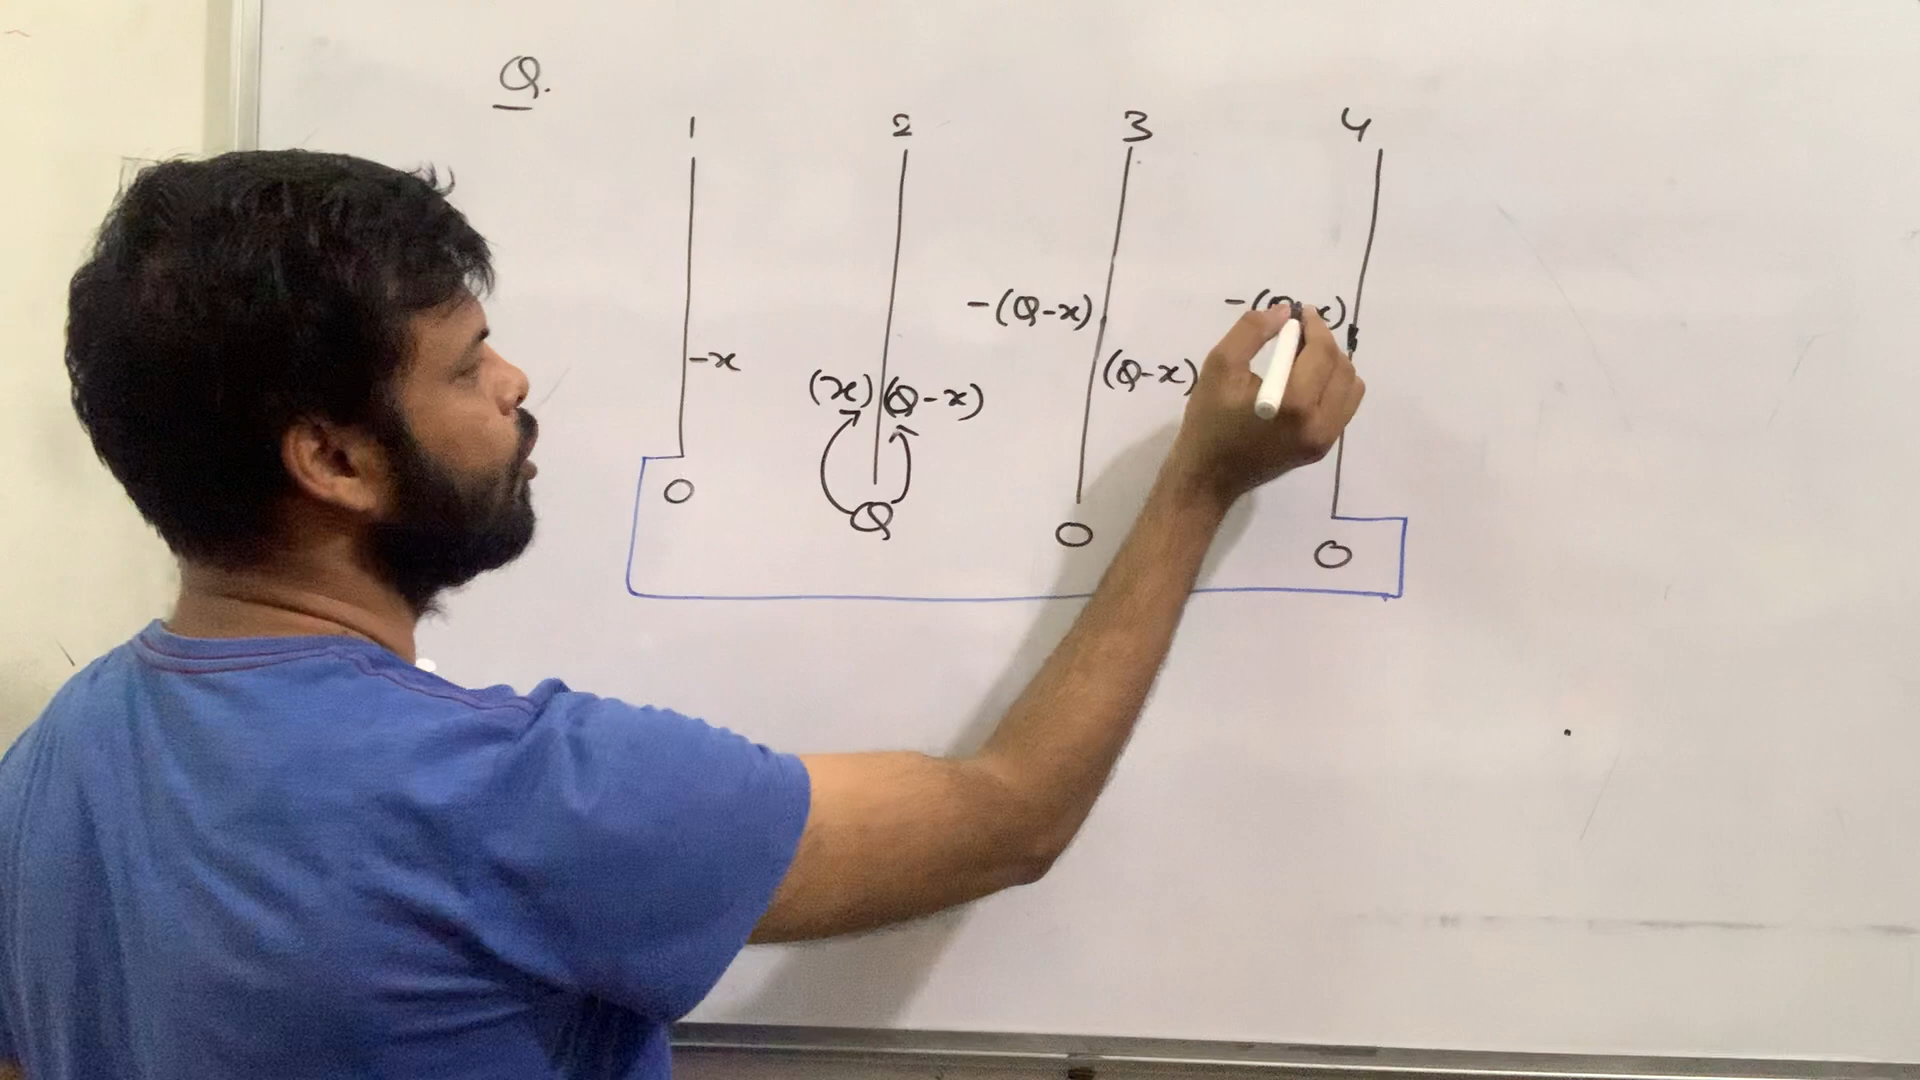 Q.
1 2 3 4
-(Q-x) -(
-x (x) (Q-x) (Q-x)
0 Q 0 0